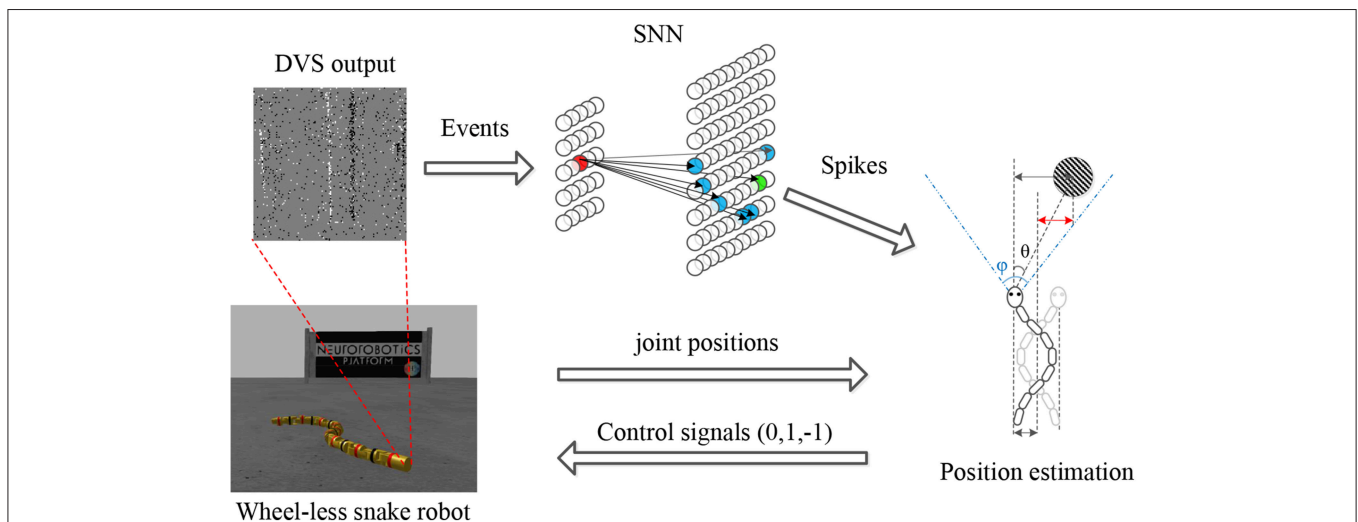 SNN
DVS output
Events
Spikes
θ
φ
NEUROROBOTICS
PLATFORM
joint positions
Control signals (0,1,-1)
Position estimation
Wheel-less snake robot